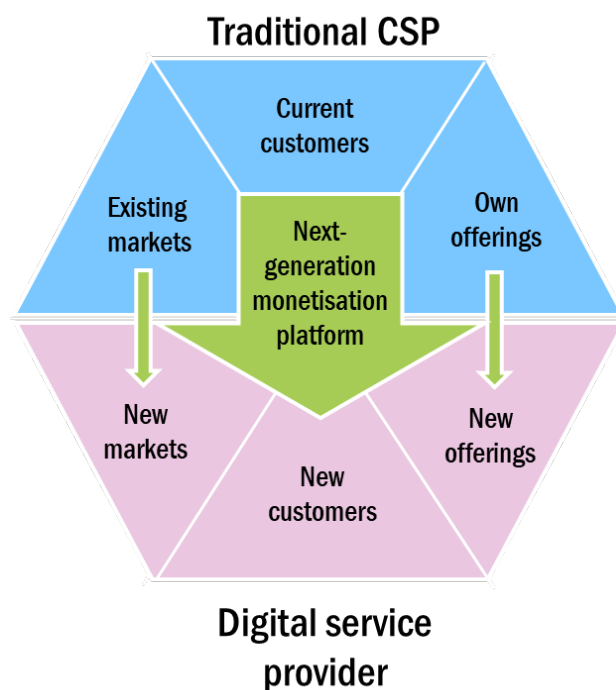 Traditional CSP
Current
customers
Existing
markets
Own
offerings
Next-
generation
monetisation
platform
New
markets
New
customers
New
offerings
Digital service
provider